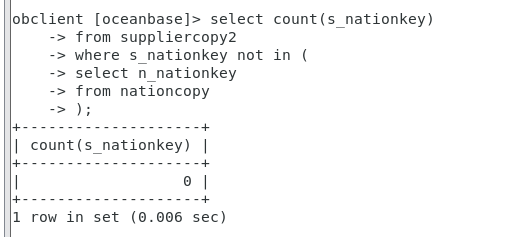 obclient [oceanbase]> select count(s_nationkey)
    -> from suppliercopy2
    -> where s_nationkey not in (
    -> select n_nationkey
    -> from nationcopy
    -> );
+--------------------+
| count(s_nationkey) |
+--------------------+
|                  0 |
+--------------------+
1 row in set (0.006 sec)